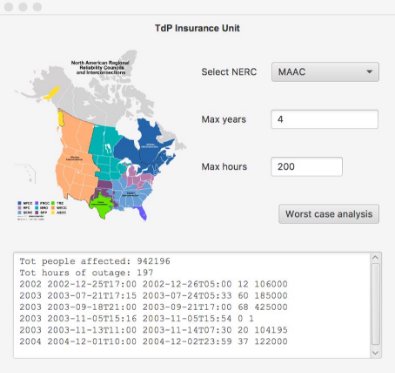 TdP Insurance Unit
North American Regional
Reliability Councils
and Interconnections
Select NERC MAAC
Max years 4
Max hours 200
Worst case analysis
Tot people affected: 942196
Tot hours of outage: 197
2002 2002-12-25T17:00 2002-12-26T05:00 12 106000
2003 2003-07-21T17:15 2003-07-24T05:33 60 185000
2003 2003-09-18T21:00 2003-09-21T17:00 68 425000
2003 2003-11-05T15:16 2003-11-05T15:54 0 1
2003 2003-11-13T11:00 2003-11-14T07:30 20 104195
2004 2004-12-01T10:00 2004-12-02T23:59 37 122000